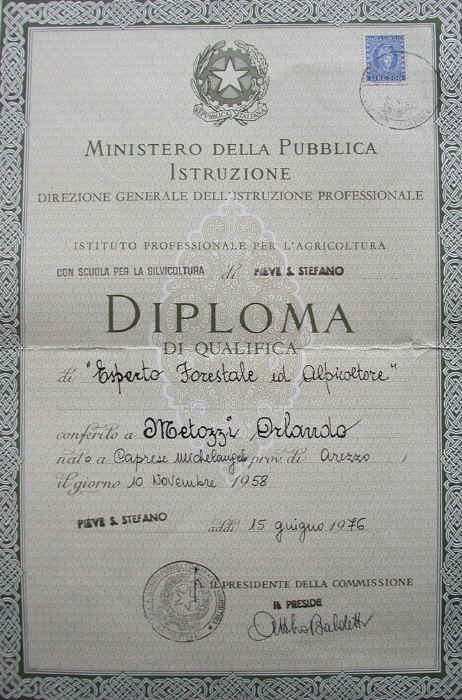 REPVBBLICA ITALIANA
MINISTERO DELLA PUBBLICA
ISTRUZIONE
DIREZIONE GENERALE DELL'ISTRUZIONE PROFESSIONALE
ISTITUTO PROFESSIONALE PER L'AGRICOLTURA
CON SCUOLA PER LA SILVICOLTURA di PIEVE S. STEFANO
DIPLOMA
DI QUALIFICA
di "Esperto Forestale ed Alpicoltore"
conferito a Metozzi Orlando
nato a Caprese Michelangelo prov. di Arezzo
il giorno 10 Novembre 1958
PIEVE S. STEFANO addì 15 giugno 1976
IL PRESIDENTE DELLA COMMISSIONE
IL PRESIDE